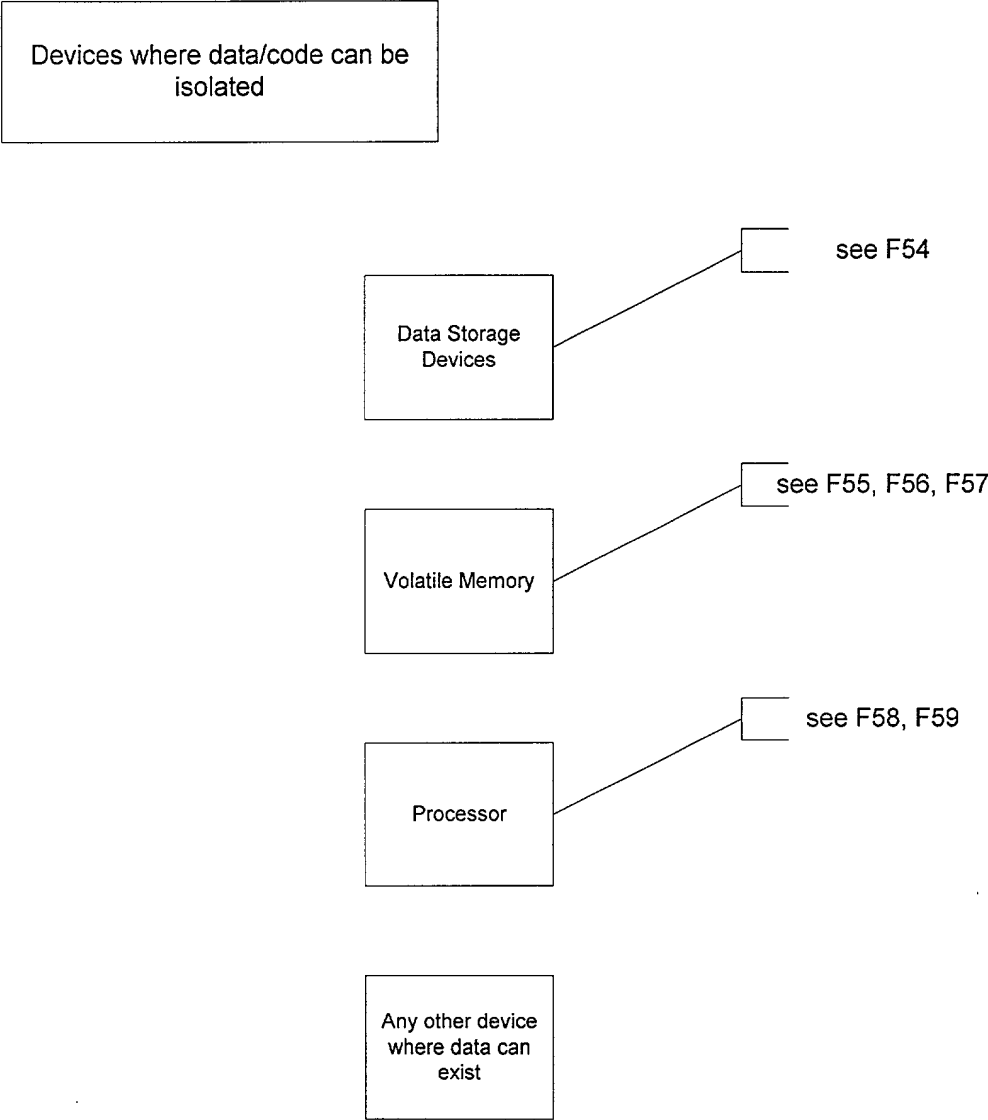 Devices where data/code can be
isolated
see F54
Data Storage
Devices
see F55, F56, F57
Volatile Memory
see F58, F59
Processor
Any other device
where data can
exist